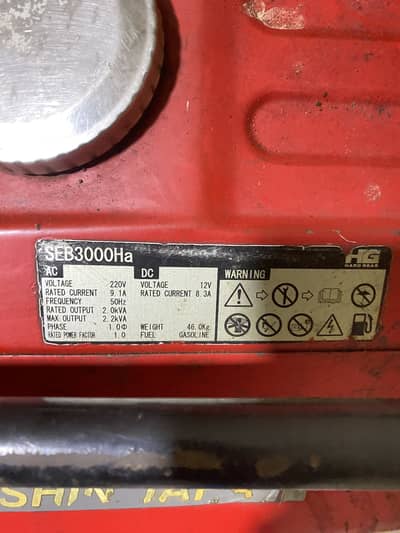 SEB3000Ha
HG
HARD GEAR
AC
VOLTAGE 220V
RATED CURRENT 9.1A
FREQUENCY 50Hz
RATED OUTPUT 2.0kVA
MAX.OUTPUT 2.2kVA
PHASE 1.0Φ
RATED POWER FACTOR 1.0
DC
VOLTAGE 12V
RATED CURRENT 8.3A
WEIGHT 46.0Kg
FUEL GASOLINE
WARNING